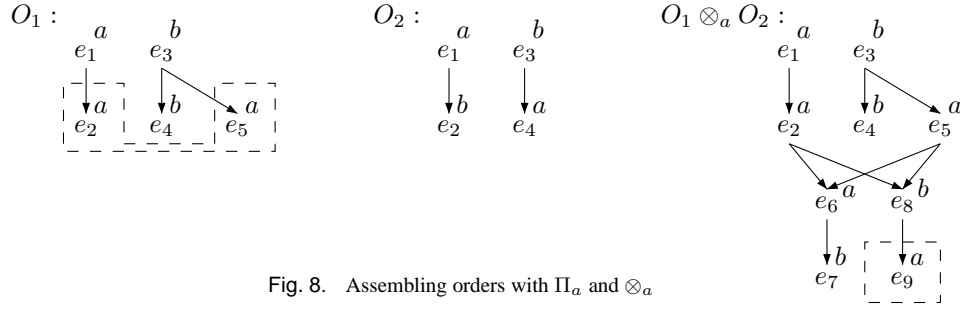 O₁ : O₂ : O₁ ⊗ₐ O₂ :
a b a b a b
e₁ e₃ e₁ e₃ e₁ e₃
a b a b a a b a
e₂ e₄ e₅ e₂ e₄ e₂ e₄ e₅
a b
e₆ e₈
b a
e₇ e₉
Fig. 8. Assembling orders with Πₐ and ⊗ₐ